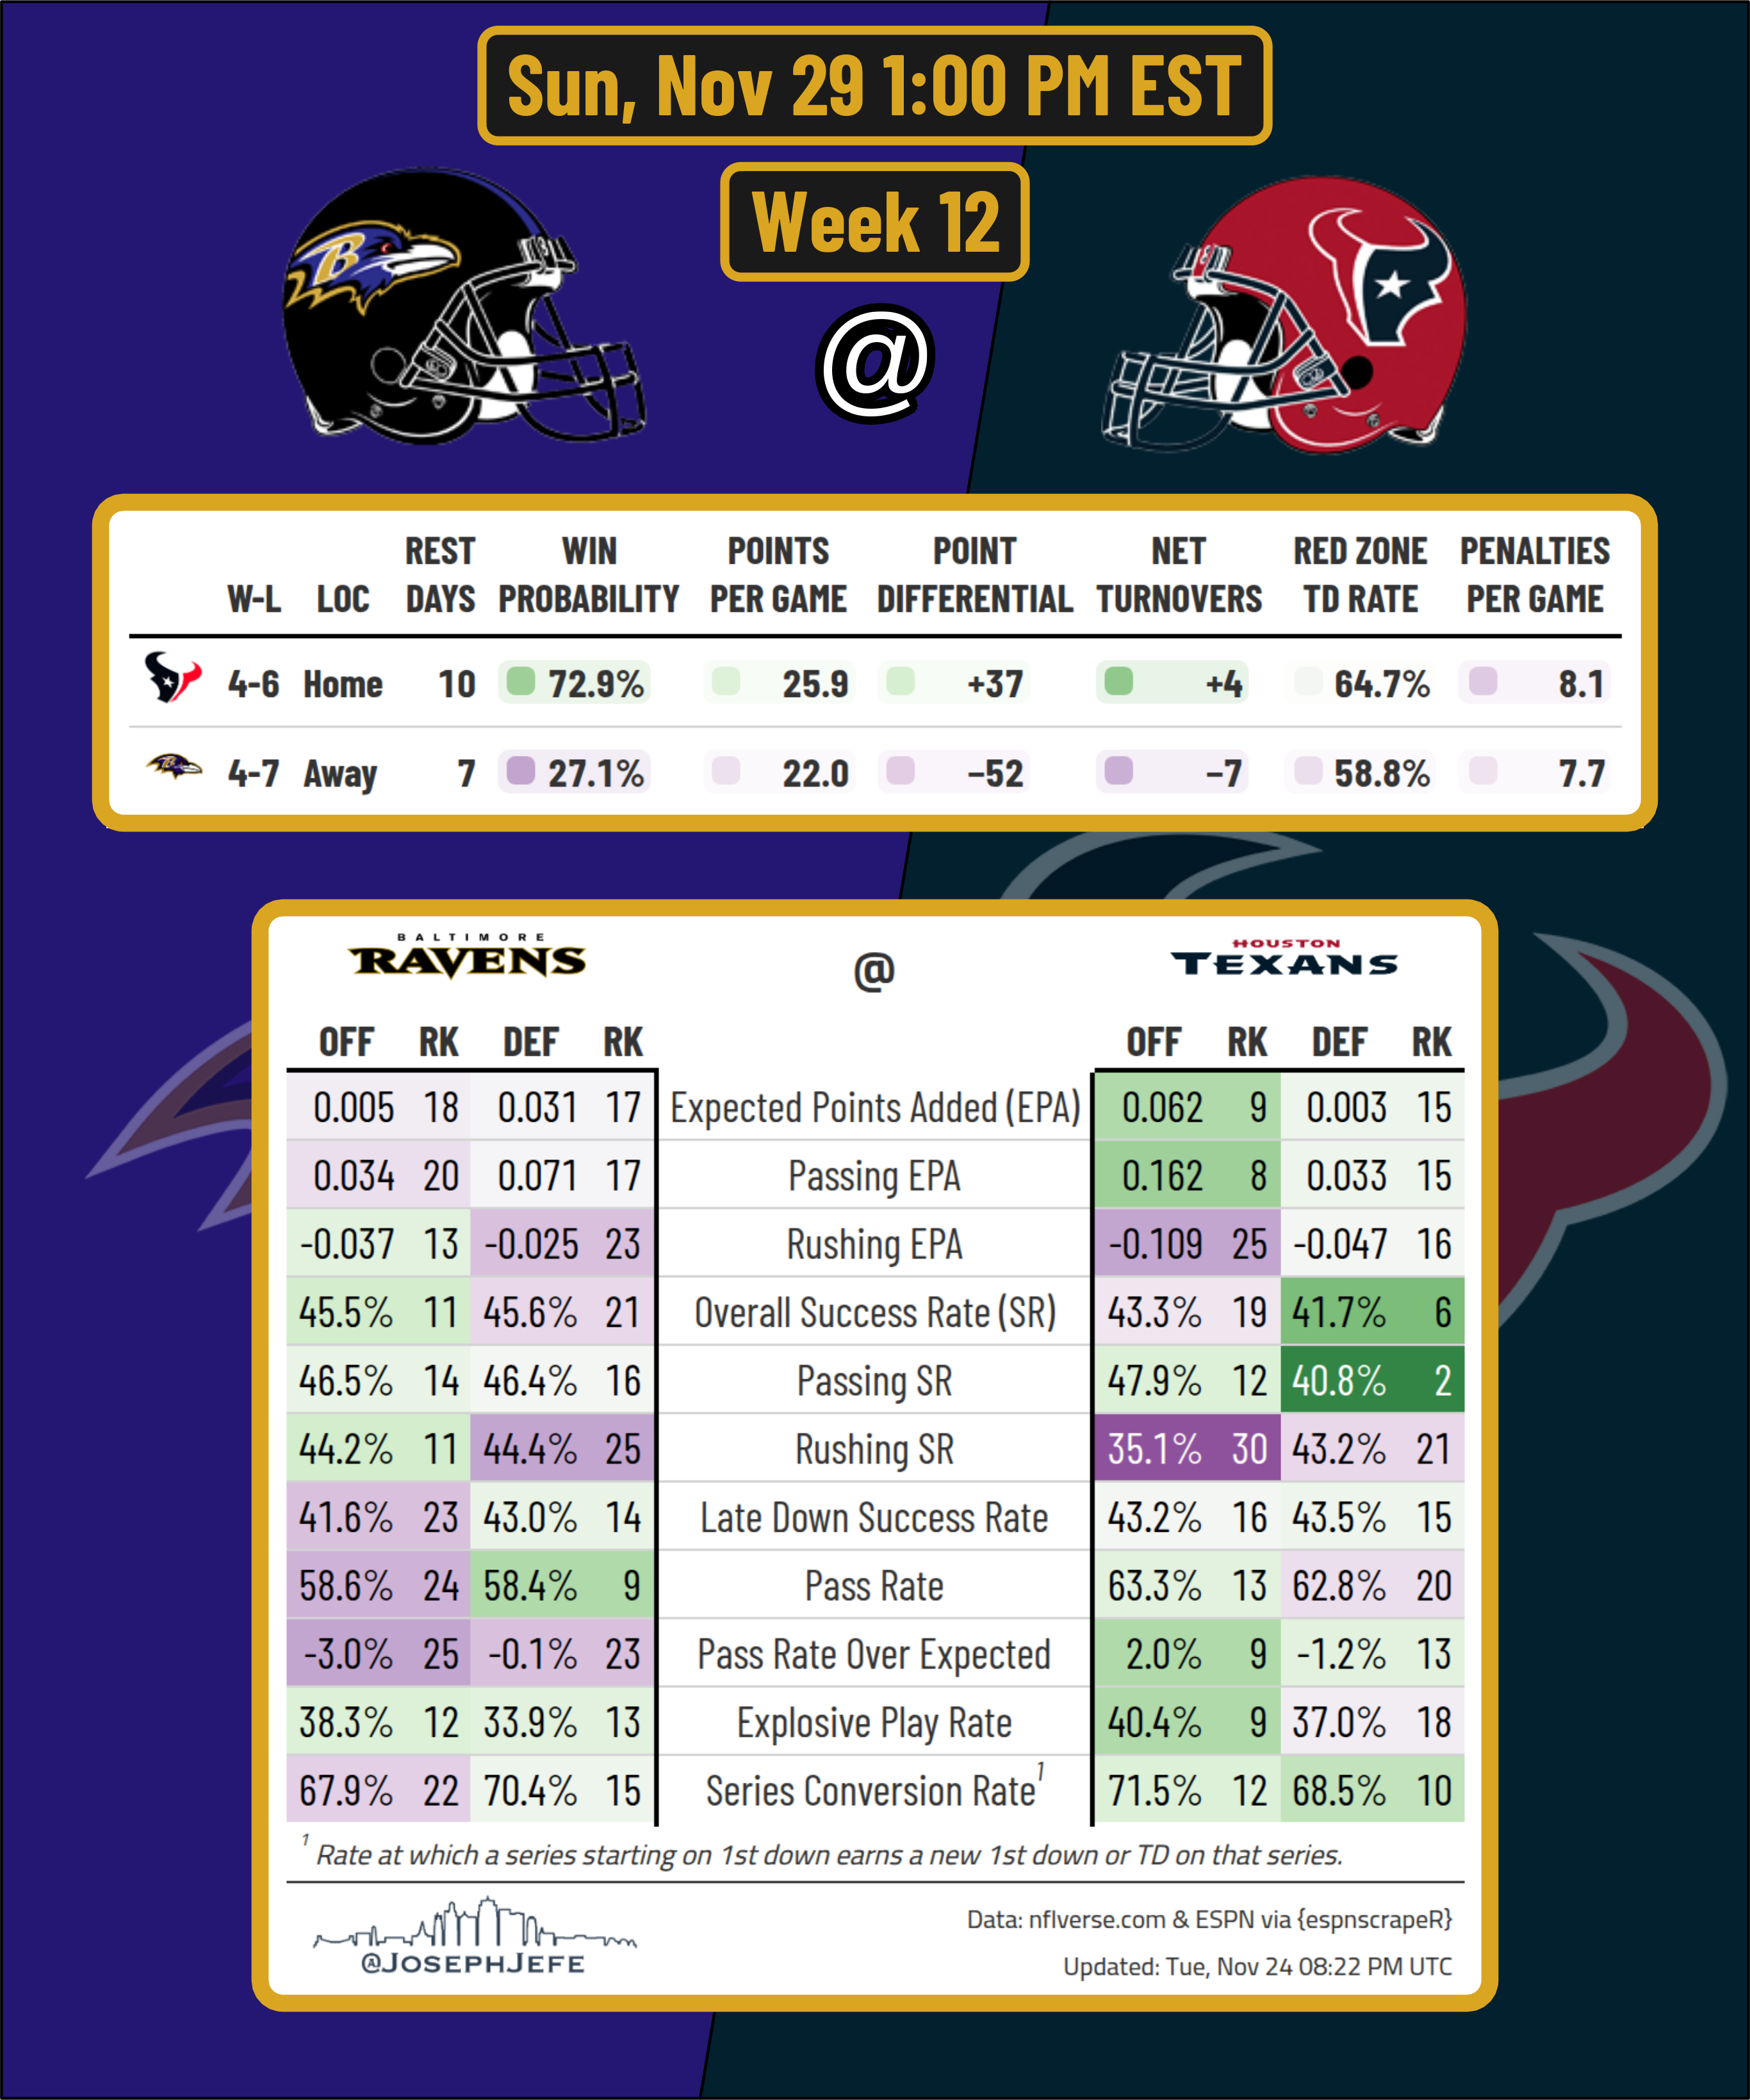 Sun, Nov 29 1:00 PM EST
Week 12
B
@
REST WIN POINTS POINT NET RED ZONE PENALTIES
W-L LOC DAYS PROBABILITY PER GAME DIFFERENTIAL TURNOVERS TD RATE PER GAME
4-6 Home 10 72.9% 25.9 +37 +4 64.7% 8.1
4-7 Away 7 27.1% 22.0 −52 −7 58.8% 7.7
BALTIMORE
RAVENS
@
HOUSTON
TEXANS
OFF RK DEF RK OFF RK DEF RK
0.005 18 0.031 17 Expected Points Added (EPA) 0.062 9 0.003 15
0.034 20 0.071 17 Passing EPA 0.162 8 0.033 15
-0.037 13 -0.025 23 Rushing EPA -0.109 25 -0.047 16
45.5% 11 45.6% 21 Overall Success Rate (SR) 43.3% 19 41.7% 6
46.5% 14 46.4% 16 Passing SR 47.9% 12 40.8% 2
44.2% 11 44.4% 25 Rushing SR 35.1% 30 43.2% 21
41.6% 23 43.0% 14 Late Down Success Rate 43.2% 16 43.5% 15
58.6% 24 58.4% 9 Pass Rate 63.3% 13 62.8% 20
-3.0% 25 -0.1% 23 Pass Rate Over Expected 2.0% 9 -1.2% 13
38.3% 12 33.9% 13 Explosive Play Rate 40.4% 9 37.0% 18
67.9% 22 70.4% 15 Series Conversion Rate¹ 71.5% 12 68.5% 10
¹ Rate at which a series starting on 1st down earns a new 1st down or TD on that series.
@JOSEPHJEFE
Data: nflverse.com & ESPN via {espnscrapeR}
Updated: Tue, Nov 24 08:22 PM UTC